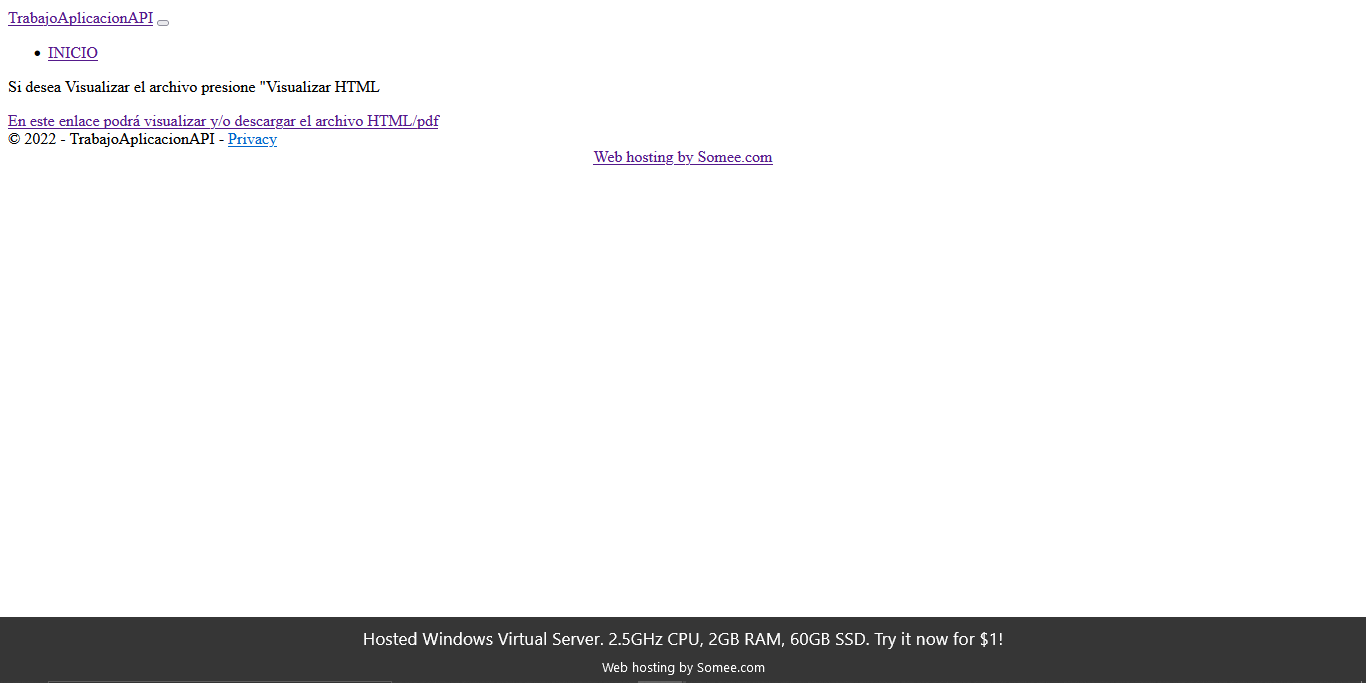 TrabajoAplicacionAPI
INICIO
Si desea Visualizar el archivo presione "Visualizar HTML
En este enlace podrá visualizar y/o descargar el archivo HTML/pdf
© 2022 - TrabajoAplicacionAPI - Privacy
Web hosting by Somee.com
Hosted Windows Virtual Server. 2.5GHz CPU, 2GB RAM, 60GB SSD. Try it now for $1!
Web hosting by Somee.com